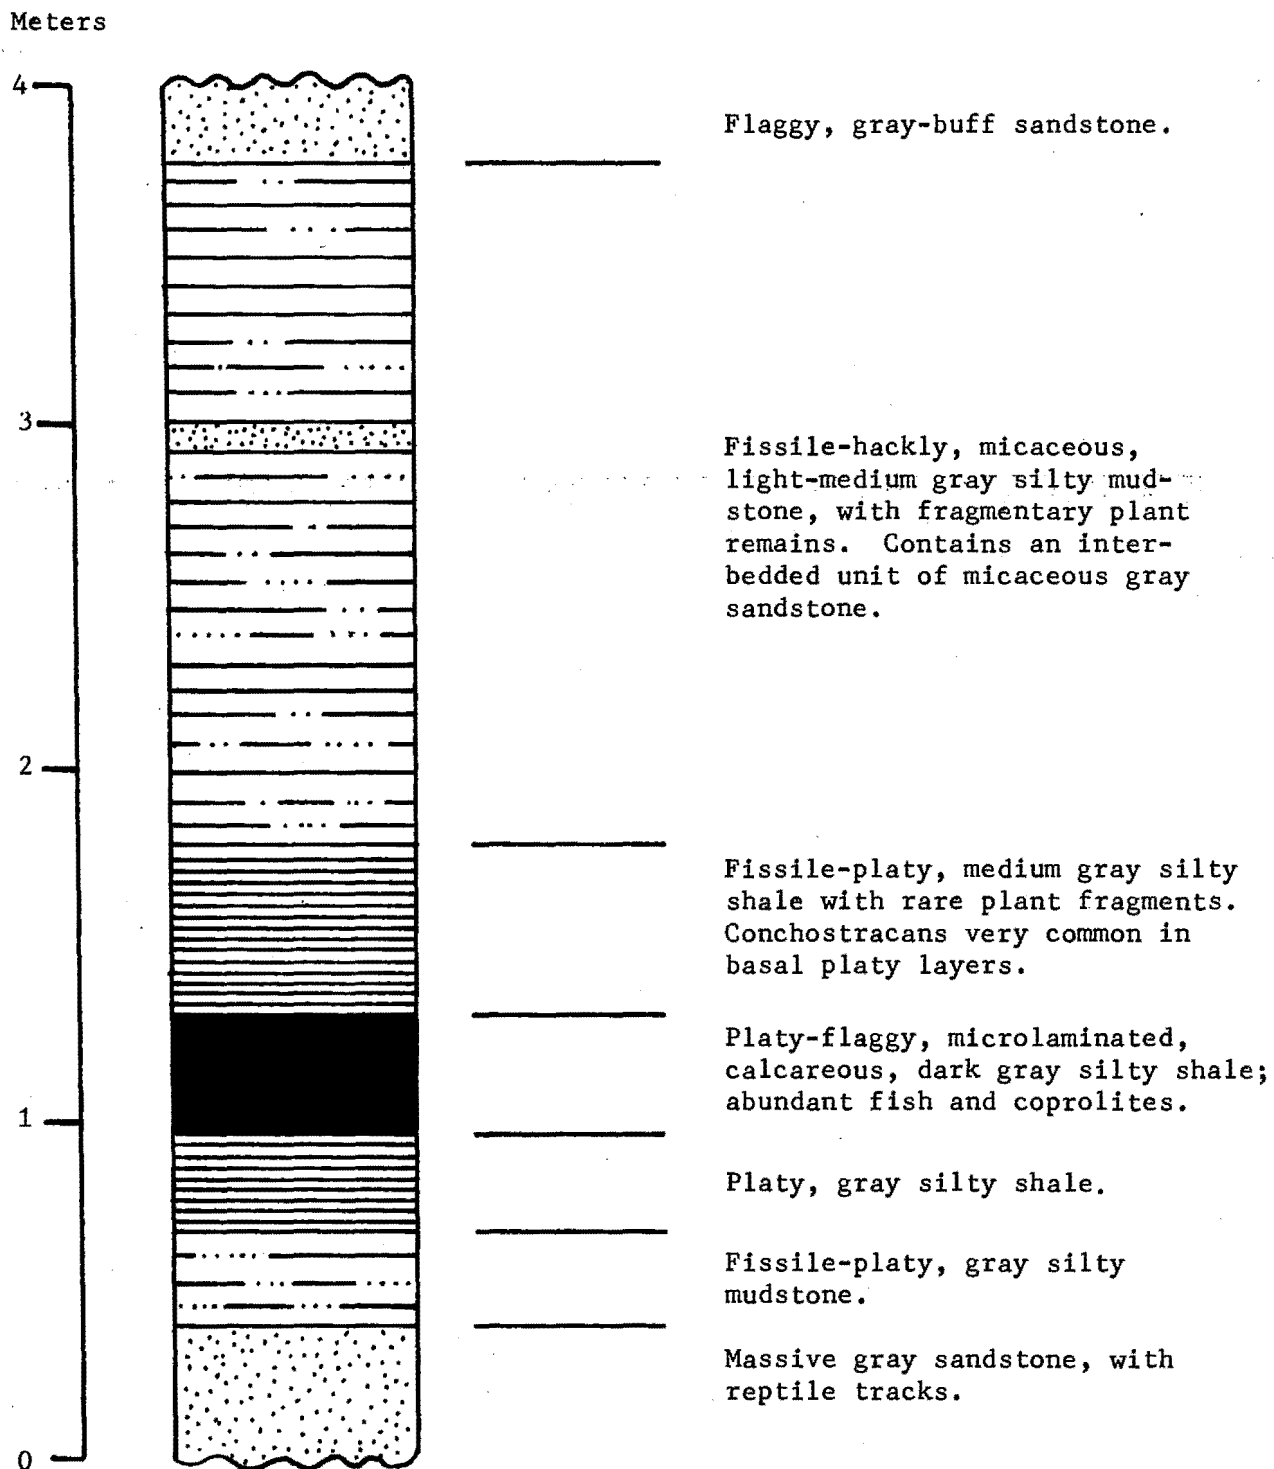 Meters
4
Flaggy, gray-buff sandstone.
3
Fissile-hackly, micaceous,
light-medium gray silty mud-
stone, with fragmentary plant
remains. Contains an inter-
bedded unit of micaceous gray
sandstone.
2
Fissile-platy, medium gray silty
shale with rare plant fragments.
Conchostracans very common in
basal platy layers.
Platy-flaggy, microlaminated,
calcareous, dark gray silty shale;
abundant fish and coprolites.
1
Platy, gray silty shale.
Fissile-platy, gray silty
mudstone.
Massive gray sandstone, with
reptile tracks.
0